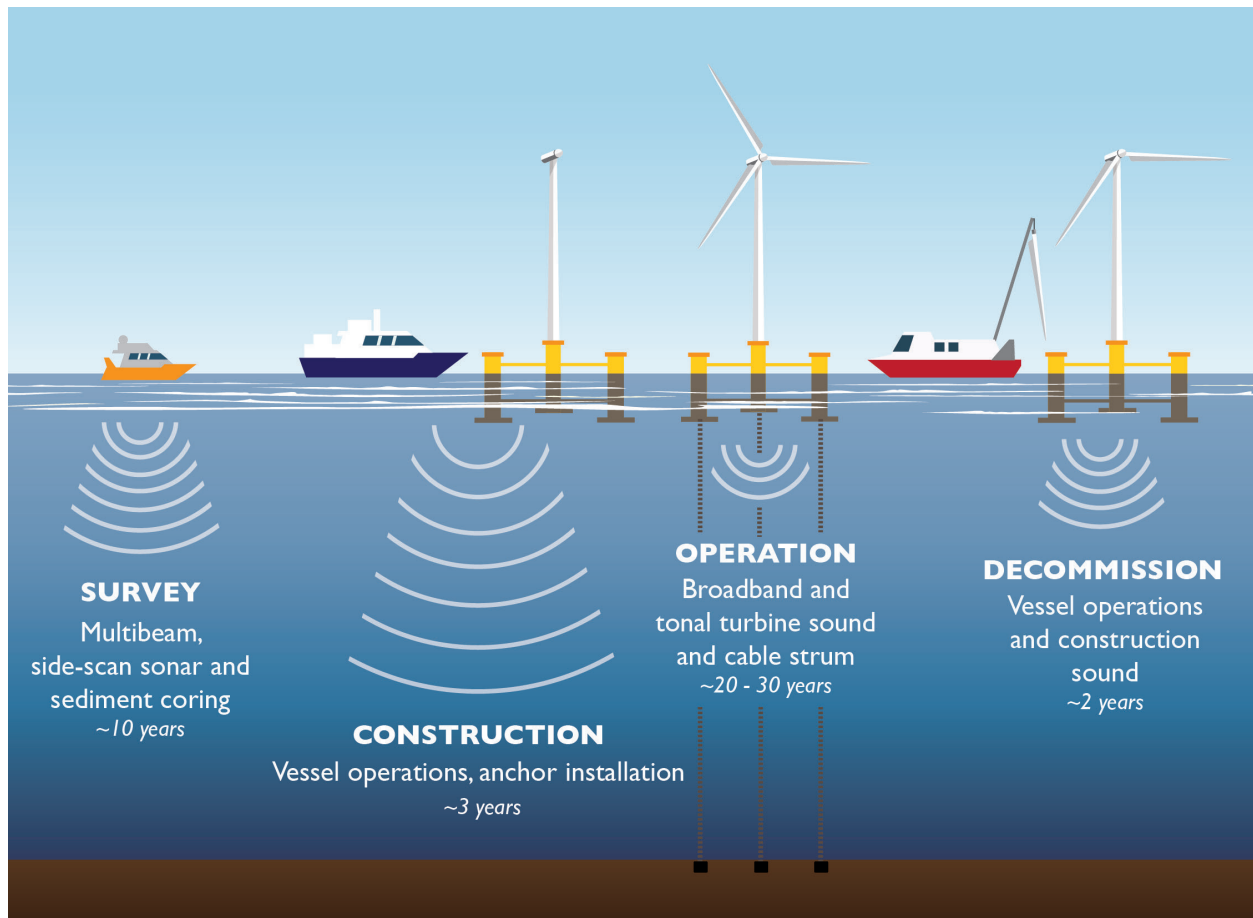 SURVEY
Multibeam,
side-scan sonar and
sediment coring
~10 years
CONSTRUCTION
Vessel operations, anchor installation
~3 years
OPERATION
Broadband and
tonal turbine sound
and cable strum
~20 - 30 years
DECOMMISSION
Vessel operations
and construction
sound
~2 years